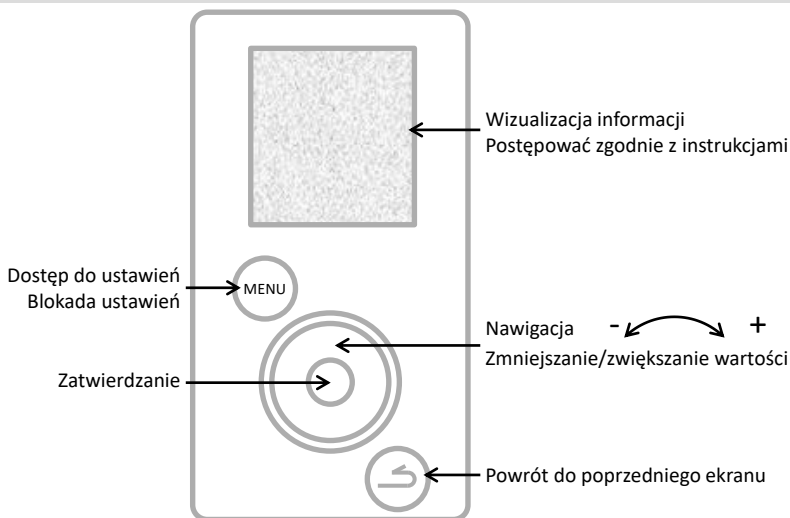 Wizualizacja informacji
Postępować zgodnie z instrukcjami
Dostęp do ustawień
Blokada ustawień
MENU
Nawigacja - +
Zmniejszanie/zwiększanie wartości
Zatwierdzanie
Powrót do poprzedniego ekranu